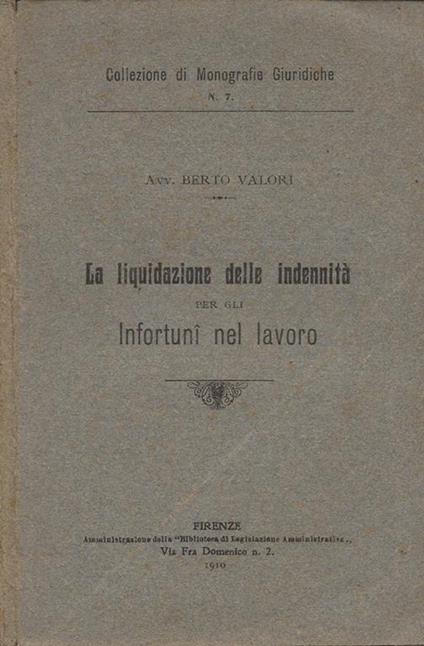 Collezione di Monografie Giuridiche
N. 7.
Avv. BERTO VALORI
La liquidazione delle indennità
PER GLI
Infortunî nel lavoro
FIRENZE
Amministrazione della "Biblioteca di Legislazione Amministrativa„
Via Fra Domenico n. 2.
1910